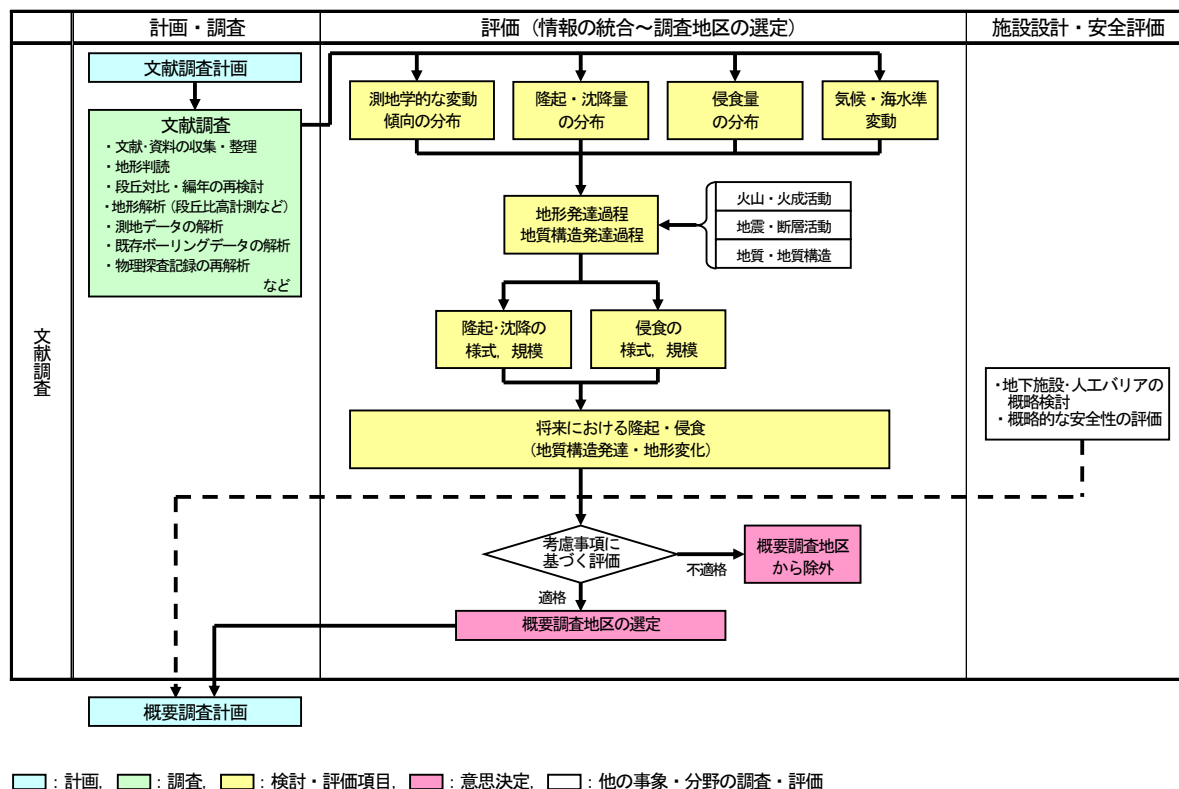 計画・調査
評価（情報の統合～調査地区の選定）
施設設計・安全評価
文献調査
文献調査計画
文献調査
・文献・資料の収集・整理
・地形判読
・段丘対比・編年の再検討
・地形解析（段丘比高計測など）
・測地データの解析
・既存ボーリングデータの解析
・物理探査記録の再解析
など
測地学的な変動
傾向の分布
隆起・沈降量
の分布
侵食量
の分布
気候・海水準
変動
地形発達過程
地質構造発達過程
火山・火成活動
地震・断層活動
地質・地質構造
隆起・沈降の
様式，規模
侵食の
様式，規模
将来における隆起・侵食
（地質構造発達・地形変化）
・地下施設・人工バリアの
概略検討
・概略的な安全性の評価
考慮事項に
基づく評価
不適格
概要調査地区
から除外
適格
概要調査地区の選定
概要調査計画
：計画，：調査，：検討・評価項目，：意思決定，：他の事象・分野の調査・評価